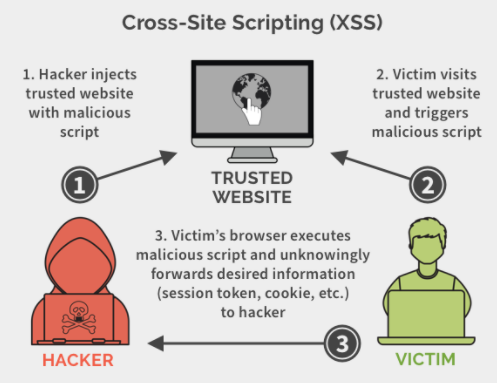 Cross-Site Scripting (XSS)
1. Hacker injects
trusted website
with malicious
script
2. Victim visits
trusted website
and triggers
malicious script
1
2
TRUSTED
WEBSITE
3. Victim's browser executes
malicious script and unknowingly
forwards desired information
(session token, cookie, etc.)
to hacker
3
HACKER
VICTIM